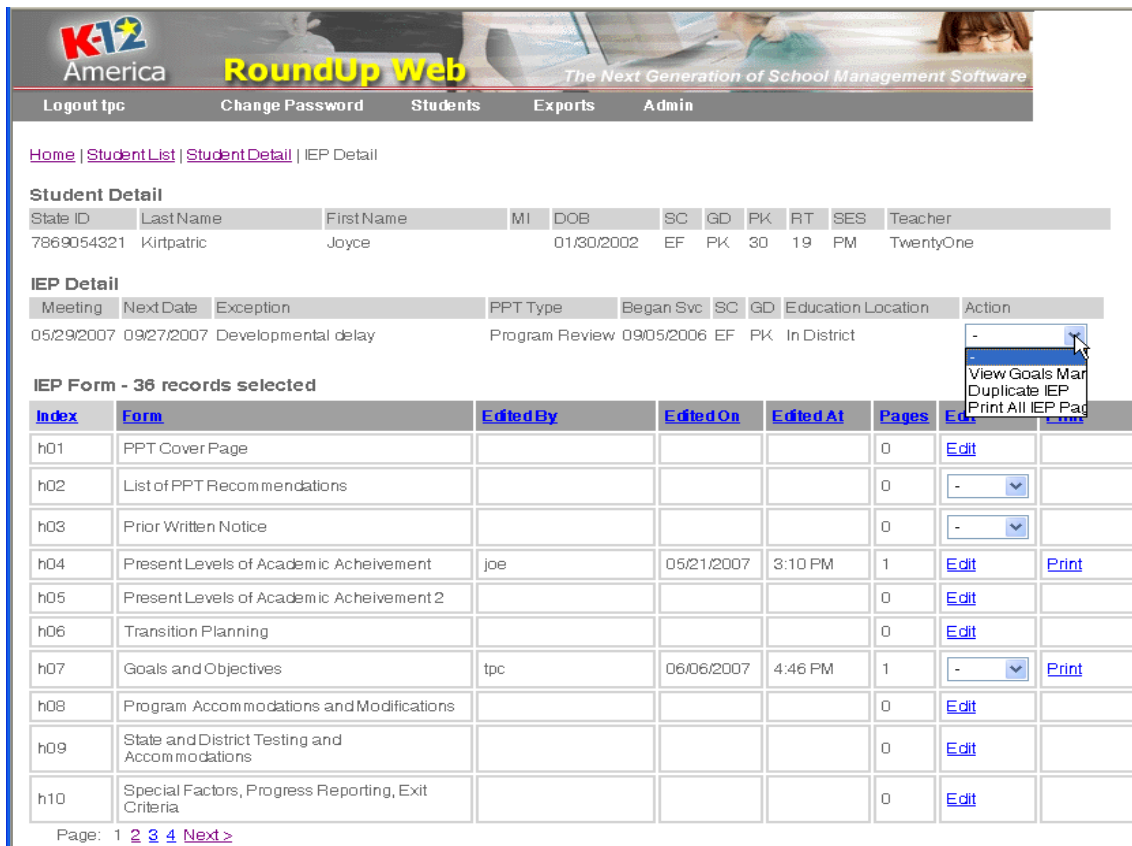 K-12
America
RoundUp Web
The Next Generation of School Management Software
Logout tpc Change Password Students Exports Admin
Home | Student List | Student Detail | IEP Detail
Student Detail
State ID Last Name First Name MI DOB SC GD PK RT SES Teacher
7869054321 Kirtpatric Joyce 01/30/2002 EF PK 30 19 PM TwentyOne
IEP Detail
Meeting Next Date Exception PPT Type Began Svc SC GD Education Location Action
05/29/2007 09/27/2007 Developmental delay Program Review 09/05/2006 EF PK In District -
-
View Goals Mar
Duplicate IEP
Print All IEP Pag
IEP Form - 36 records selected
Index Form Edited By Edited On Edited At Pages Edit Print
h01 PPT Cover Page 0 Edit
h02 List of PPT Recommendations 0 -
h03 Prior Written Notice 0 -
h04 Present Levels of Academic Acheivement joe 05/21/2007 3:10 PM 1 Edit Print
h05 Present Levels of Academic Acheivement 2 0 Edit
h06 Transition Planning 0 Edit
h07 Goals and Objectives tpc 06/06/2007 4:46 PM 1 - Print
h08 Program Accommodations and Modifications 0 Edit
h09 State and District Testing and
Accommodations 0 Edit
h10 Special Factors, Progress Reporting, Exit
Criteria 0 Edit
Page: 1 2 3 4 Next >